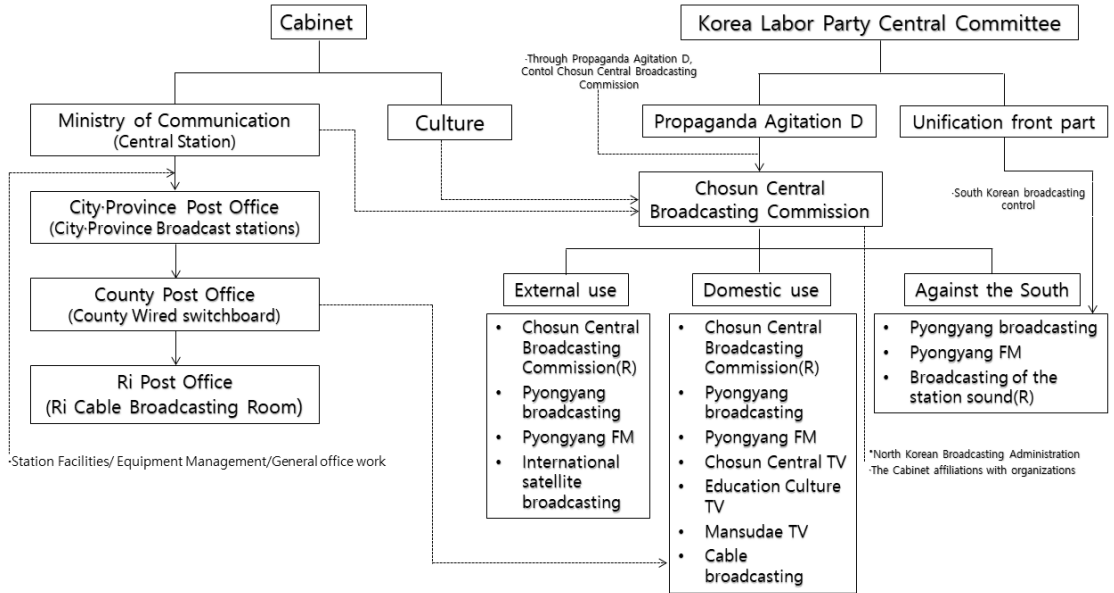 Cabinet
Korea Labor Party Central Committee
·Through Propaganda Agitation D,
Contol Chosun Central Broadcasting
Commission
Ministry of Communication
(Central Station)
Culture
Propaganda Agitation D
Unification front part
City·Province Post Office
(City·Province Broadcast stations)
Chosun Central
Broadcasting Commission
·South Korean broadcasting
control
County Post Office
(County Wired switchboard)
External use
Domestic use
Against the South
• Chosun Central
Broadcasting
Commission(R)
• Pyongyang
broadcasting
• Pyongyang FM
• International
satellite
broadcasting
• Chosun Central
Broadcasting
Commission(R)
• Pyongyang
broadcasting
• Pyongyang FM
• Chosun Central TV
• Education Culture
TV
• Mansudae TV
• Cable
broadcasting
• Pyongyang broadcasting
• Pyongyang FM
• Broadcasting of the
station sound(R)
Ri Post Office
(Ri Cable Broadcasting Room)
·Station Facilities/ Equipment Management/General office work
*North Korean Broadcasting Administration
·The Cabinet affiliations with organizations